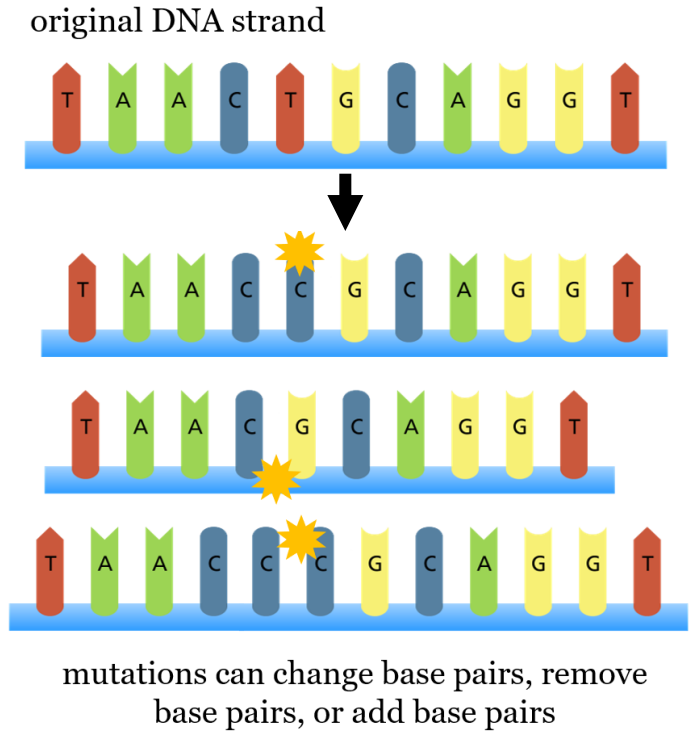 original DNA strand
T A A C T G C A G G T
T A A C C G C A G G T
T A A C G C A G G T
T A A C C C G C A G G T
mutations can change base pairs, remove
base pairs, or add base pairs